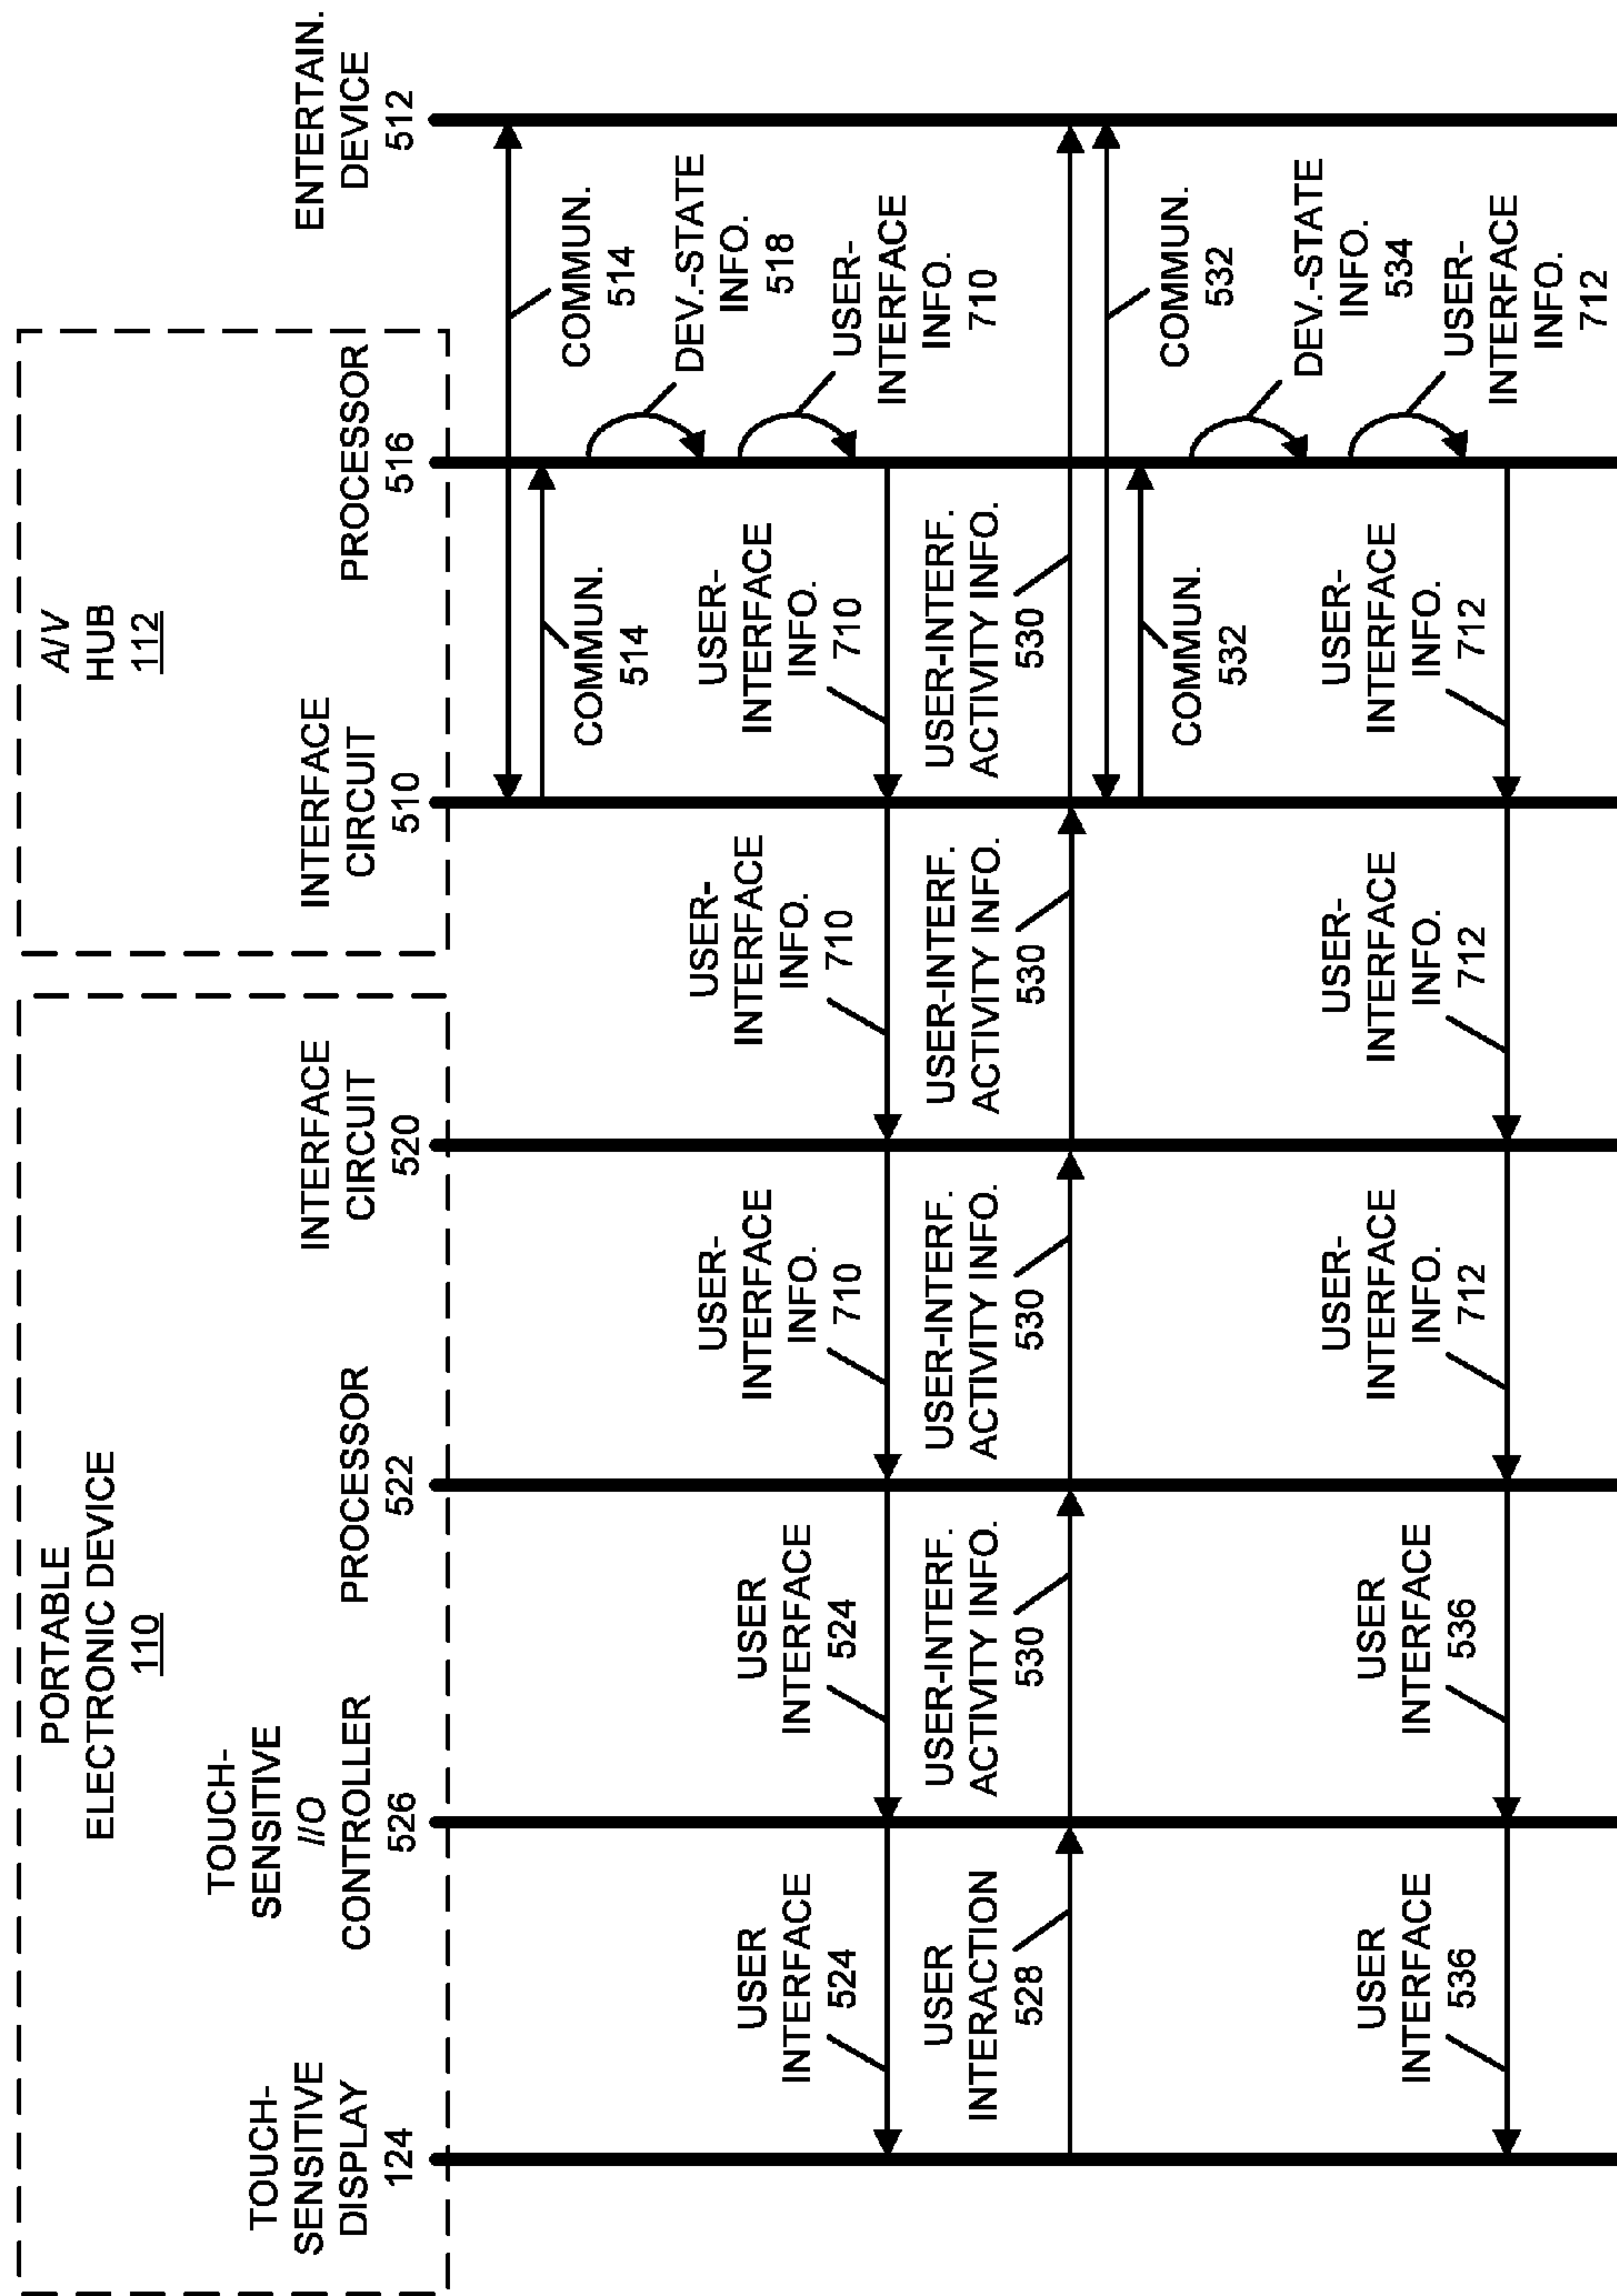 PORTABLE
ELECTRONIC DEVICE
110
A/V
HUB
112
TOUCH-
SENSITIVE
DISPLAY
124
TOUCH-
SENSITIVE
I/O
CONTROLLER
526
PROCESSOR
522
INTERFACE
CIRCUIT
520
INTERFACE
CIRCUIT
510
PROCESSOR
516
ENTERTAIN.
DEVICE
512
COMMUN.
514
COMMUN.
514
DEV.-STATE
INFO.
518
USER-
INTERFACE
INFO.
710
USER
INTERFACE
524
USER
INTERFACE
524
USER-
INTERFACE
INFO.
710
USER-
INTERFACE
INFO.
710
USER-
INTERFACE
INFO.
710
USER
INTERACTION
528
USER-INTERF.
ACTIVITY INFO.
530
USER-INTERF.
ACTIVITY INFO.
530
USER-INTERF.
ACTIVITY INFO.
530
USER-INTERF.
ACTIVITY INFO.
530
COMMUN.
532
COMMUN.
532
DEV.-STATE
INFO.
534
USER-
INTERFACE
INFO.
712
USER
INTERFACE
536
USER
INTERFACE
536
USER-
INTERFACE
INFO.
712
USER-
INTERFACE
INFO.
712
USER-
INTERFACE
INFO.
712